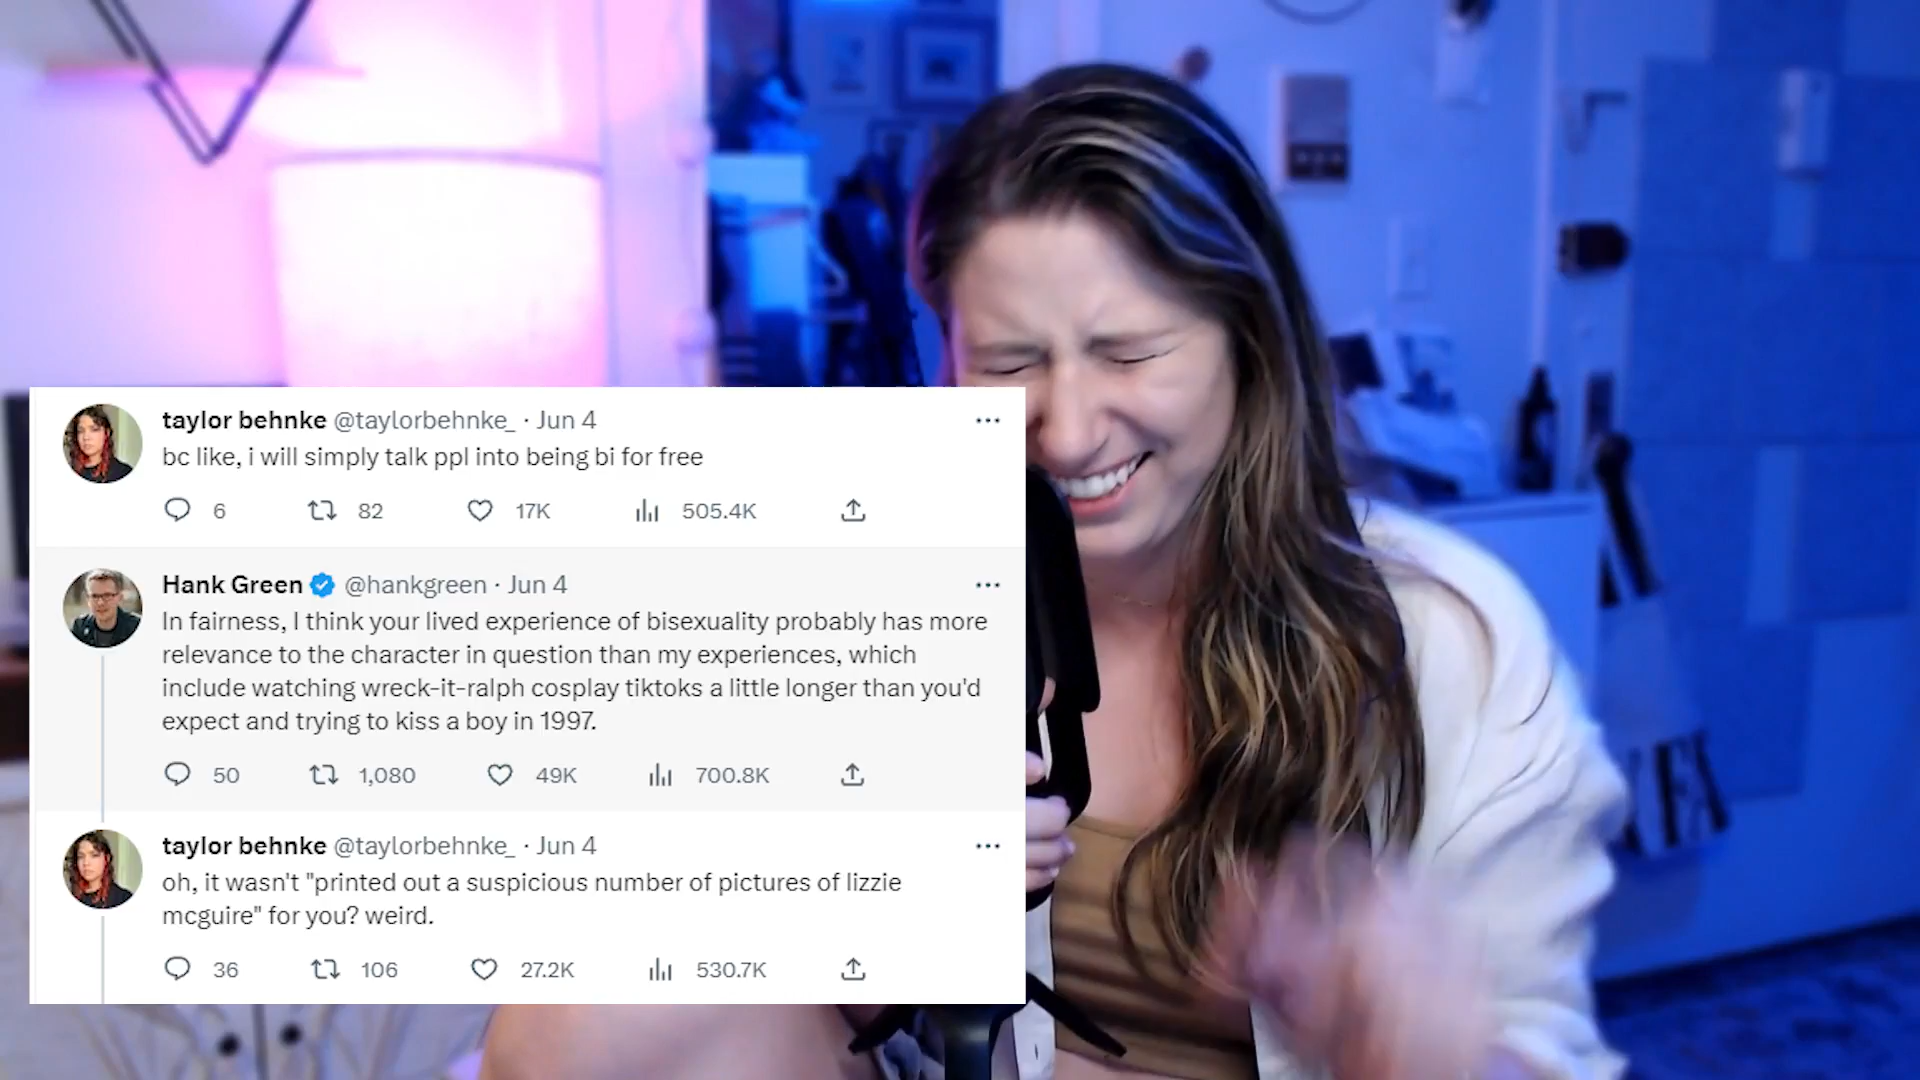 taylor behnke @taylorbehnke_ · Jun 4
bc like, i will simply talk ppl into being bi for free
6 82 17K 505.4K
Hank Green @hankgreen · Jun 4
In fairness, I think your lived experience of bisexuality probably has more
relevance to the character in question than my experiences, which
include watching wreck-it-ralph cosplay tiktoks a little longer than you'd
expect and trying to kiss a boy in 1997.
50 1,080 49K 700.8K
taylor behnke @taylorbehnke_ · Jun 4
oh, it wasn't "printed out a suspicious number of pictures of lizzie
mcguire" for you? weird.
36 106 27.2K 530.7K